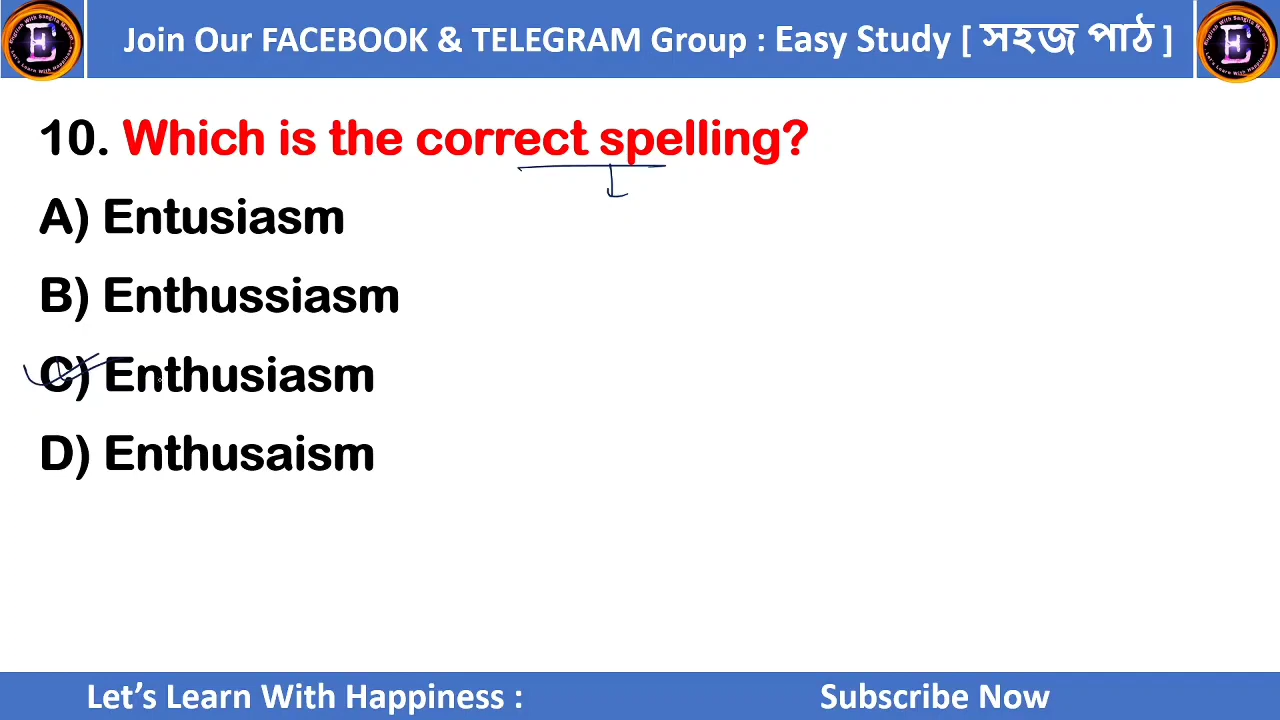 Join Our FACEBOOK & TELEGRAM Group : Easy Study [ সহজ পাঠ ]
10. Which is the correct spelling?
A) Entusiasm
B) Enthussiasm
C) Enthusiasm
D) Enthusaism
Let’s Learn With Happiness :
Subscribe Now